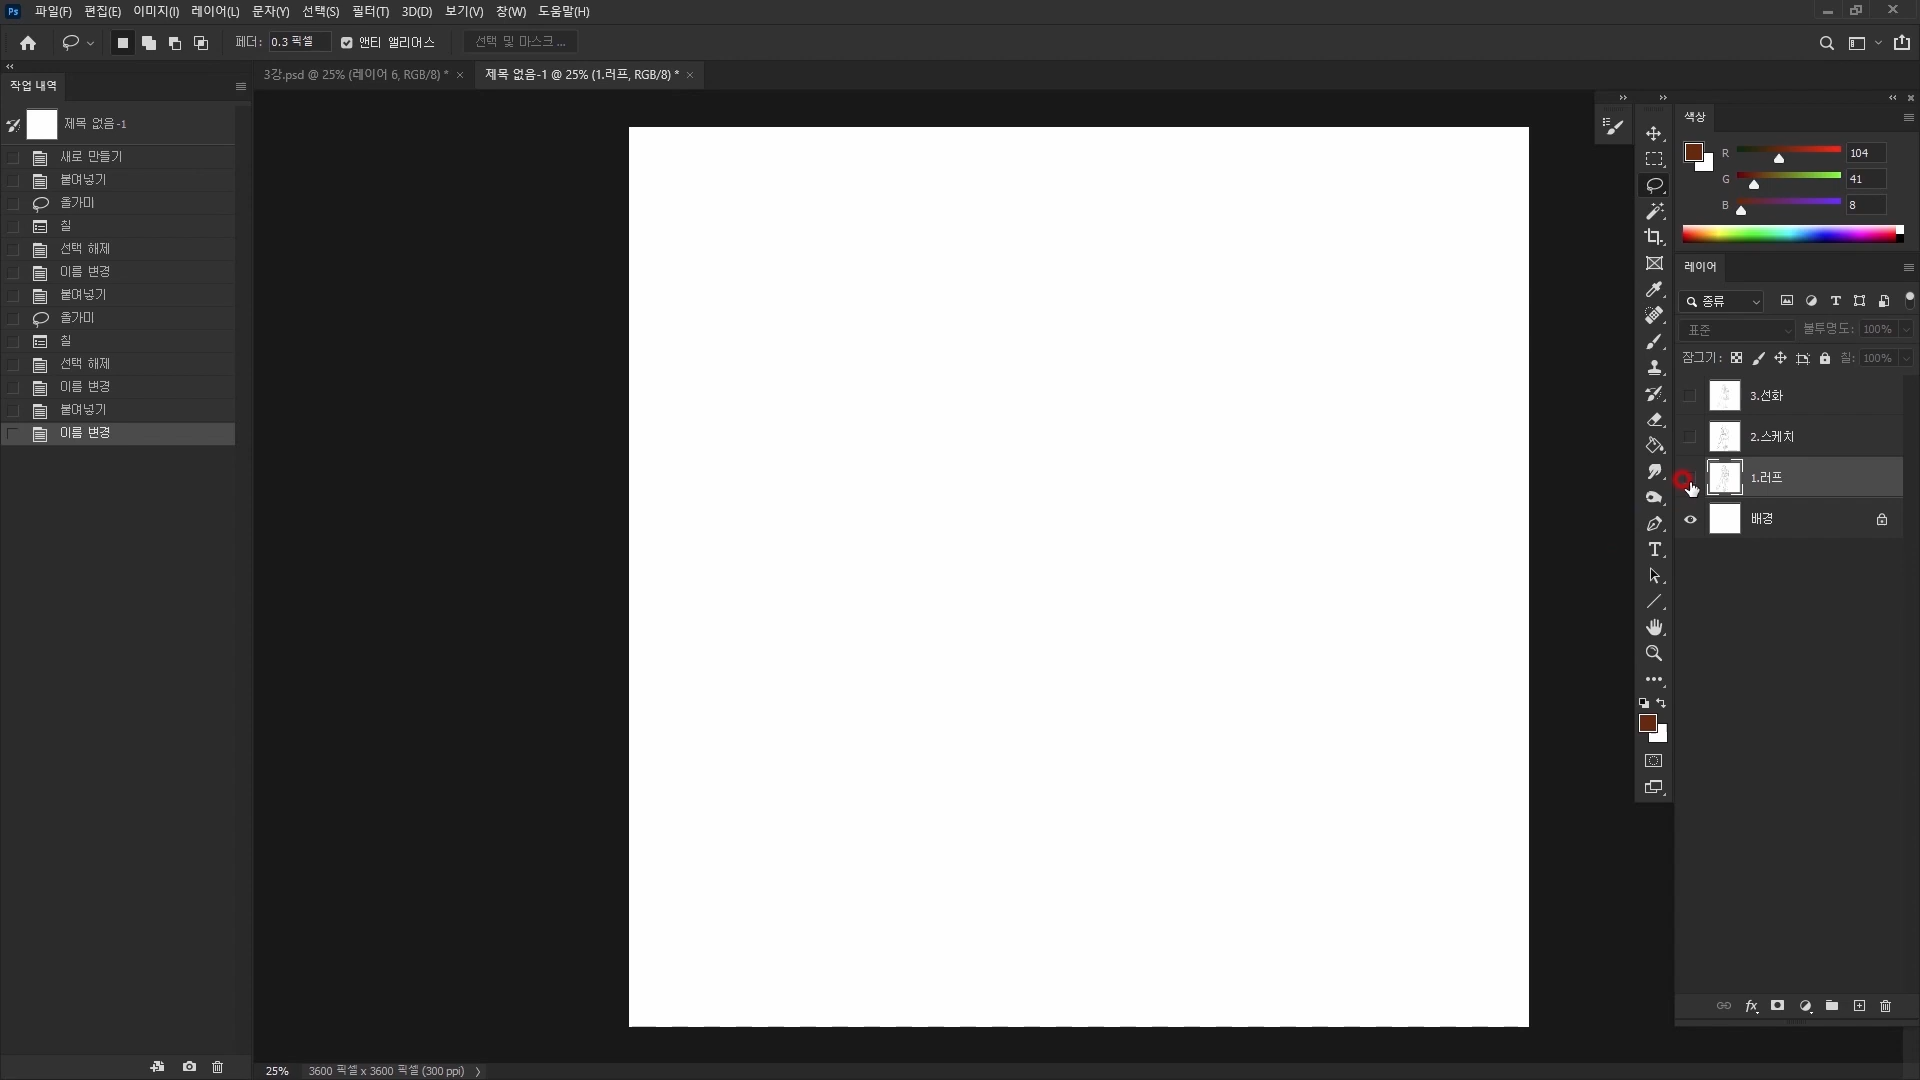 Ps 파일(F) 편집(E) 이미지(I) 레이어(L) 문자(Y) 선택(S) 필터(T) 3D(D) 보기(V) 창(W) 도움말(H)
페더: 0.3 픽셀 앤티 앨리어스 선택 및 마스크 ...
3강.psd @ 25% (레이어 6, RGB/8) * × 제목 없음-1 @ 25% (1.러프, RGB/8) * ×
작업 내역
제목 없음-1
새로 만들기
붙여넣기
올가미
칠
선택 해제
이름 변경
붙여넣기
올가미
칠
선택 해제
이름 변경
붙여넣기
이름 변경
색상
R 104
G 41
B 8
레이어
종류
표준 불투명도: 100%
잠그기: 칠: 100%
3.선화
2.스케치
1.러프
배경
fx
25% 3600 픽셀 x 3600 픽셀 (300 ppi)